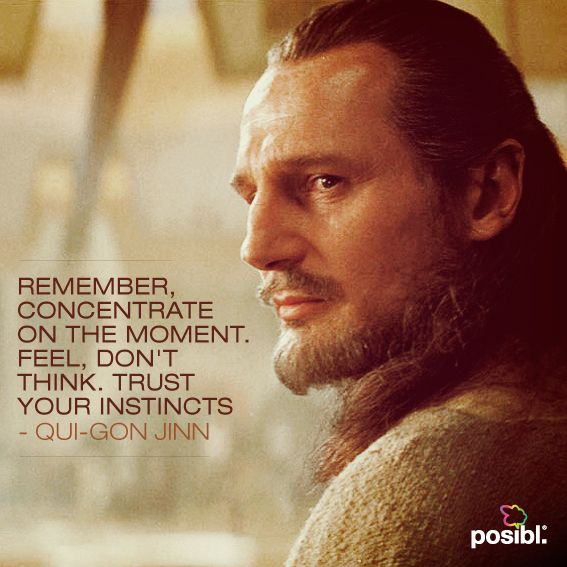 REMEMBER,
CONCENTRATE
ON THE MOMENT.
FEEL, DON'T
THINK. TRUST
YOUR INSTINCTS
- QUI-GON JINN
posibl.